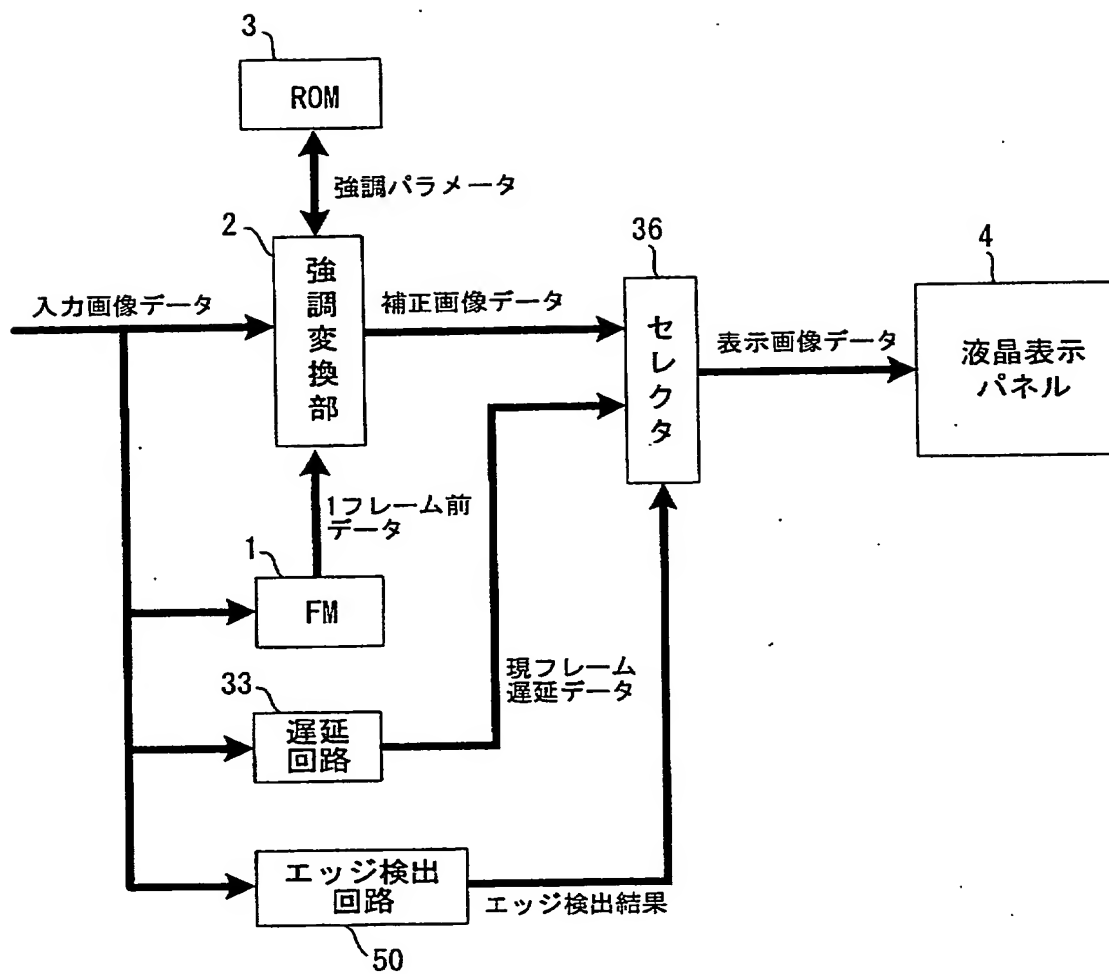 3
ROM
強調パラメータ
2
強調変換部
入力画像データ
補正画像データ
36
セレクタ
表示画像データ
4
液晶表示
パネル
1フレーム前
データ
1
FM
現フレーム
遅延データ
33
遅延
回路
エッジ検出
回路
エッジ検出結果
50